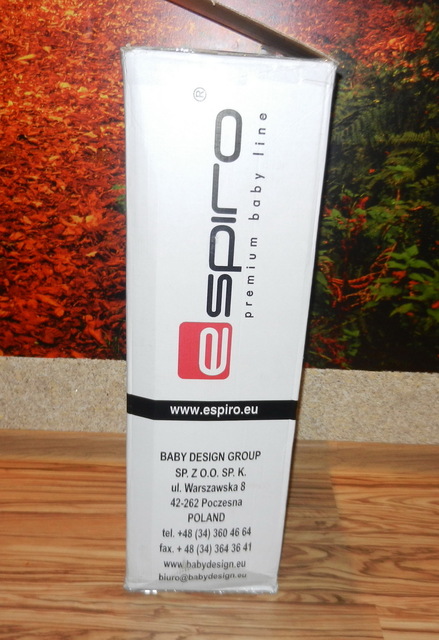 espiro®
premium baby line
www.espiro.eu
BABY DESIGN GROUP
SP. Z O.O. SP. K.
ul. Warszawska 8
42-262 Poczesna
POLAND
tel. +48 (34) 360 46 64
fax. + 48 (34) 364 36 41
www.babydesign.eu
biuro@babydesign.eu